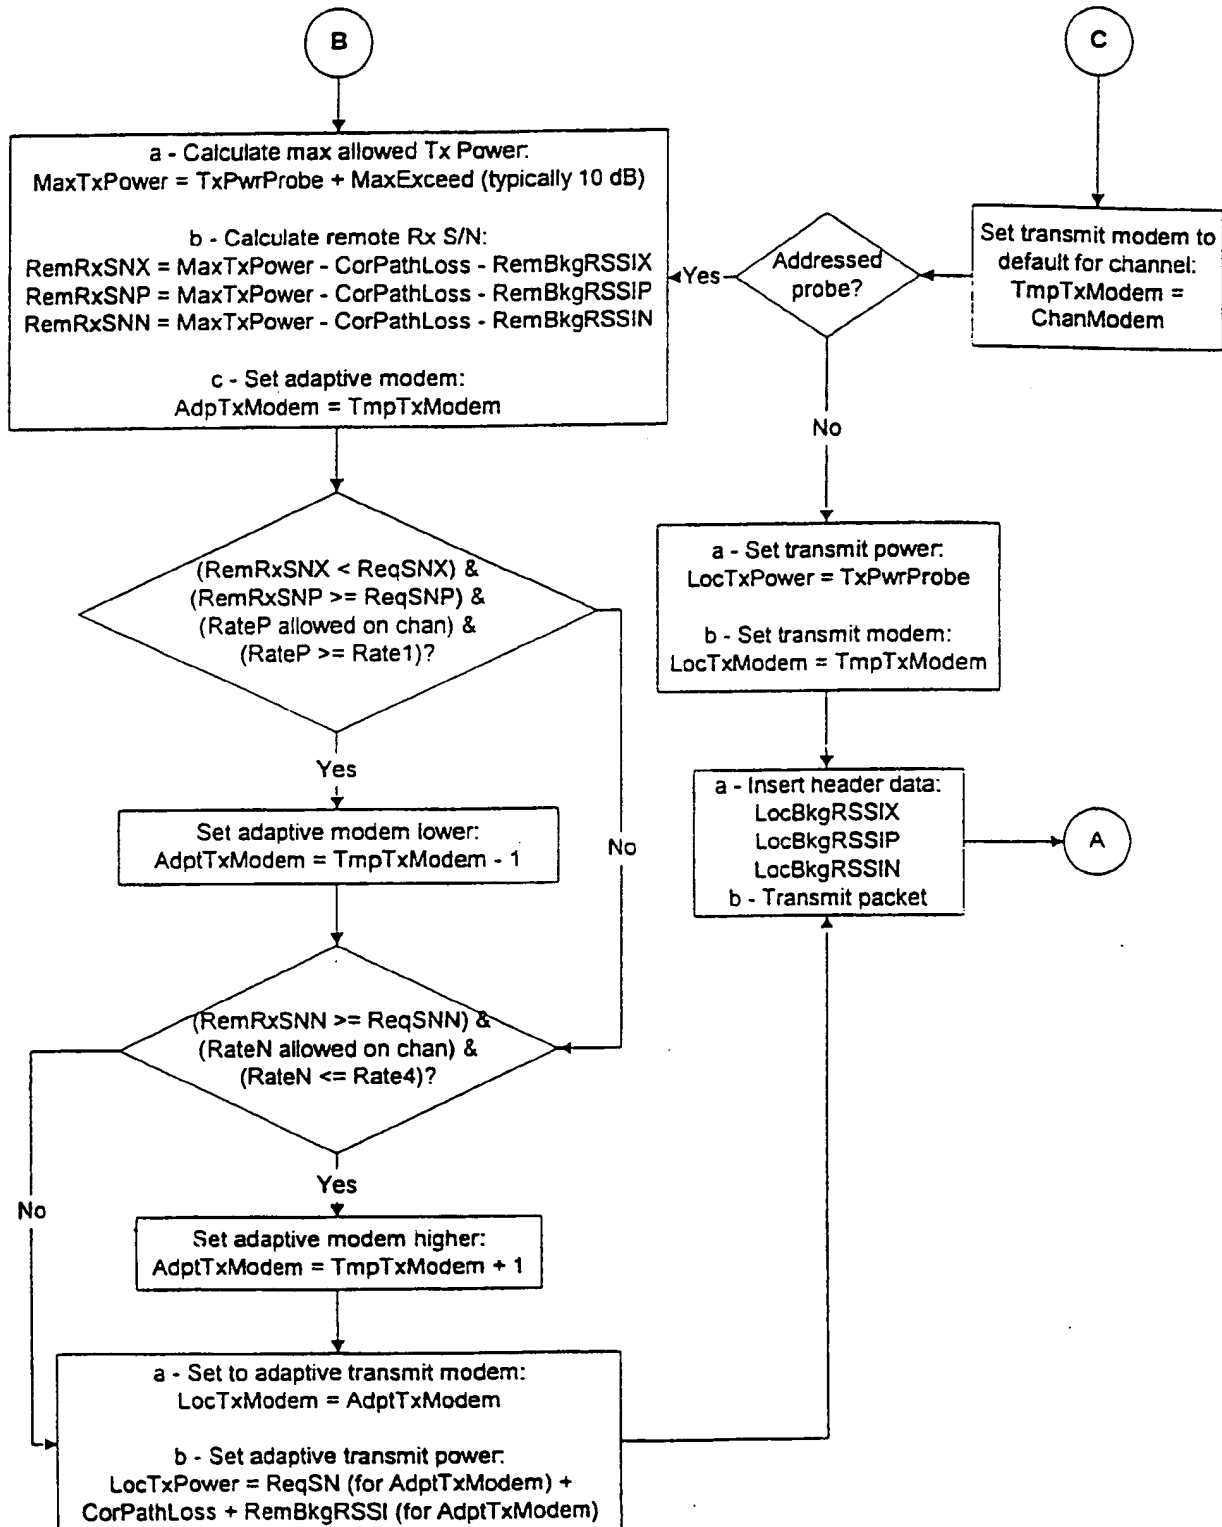 B
C
a - Calculate max allowed Tx Power:
MaxTxPower = TxPwrProbe + MaxExceed (typically 10 dB)
b - Calculate remote Rx S/N:
RemRxSNX = MaxTxPower - CorPathLoss - RemBkgRSSIX
RemRxSNP = MaxTxPower - CorPathLoss - RemBkgRSSIP
RemRxSNN = MaxTxPower - CorPathLoss - RemBkgRSSIN
c - Set adaptive modem:
AdpTxModem = TmpTxModem
Yes
Addressed
probe?
Set transmit modem to
default for channel:
TmpTxModem =
ChanModem
No
(RemRxSNX < ReqSNX) &
(RemRxSNP >= ReqSNP) &
(RateP allowed on chan) &
(RateP >= Rate1)?
a - Set transmit power:
LocTxPower = TxPwrProbe
b - Set transmit modem:
LocTxModem = TmpTxModem
Yes
No
Set adaptive modem lower:
AdptTxModem = TmpTxModem - 1
a - Insert header data:
LocBkgRSSIX
LocBkgRSSIP
LocBkgRSSIN
b - Transmit packet
A
(RemRxSNN >= ReqSNN) &
(RateN allowed on chan) &
(RateN <= Rate4)?
No
Yes
Set adaptive modem higher:
AdptTxModem = TmpTxModem + 1
a - Set to adaptive transmit modem:
LocTxModem = AdptTxModem
b - Set adaptive transmit power:
LocTxPower = ReqSN (for AdptTxModem) +
CorPathLoss + RemBkgRSSI (for AdptTxModem)